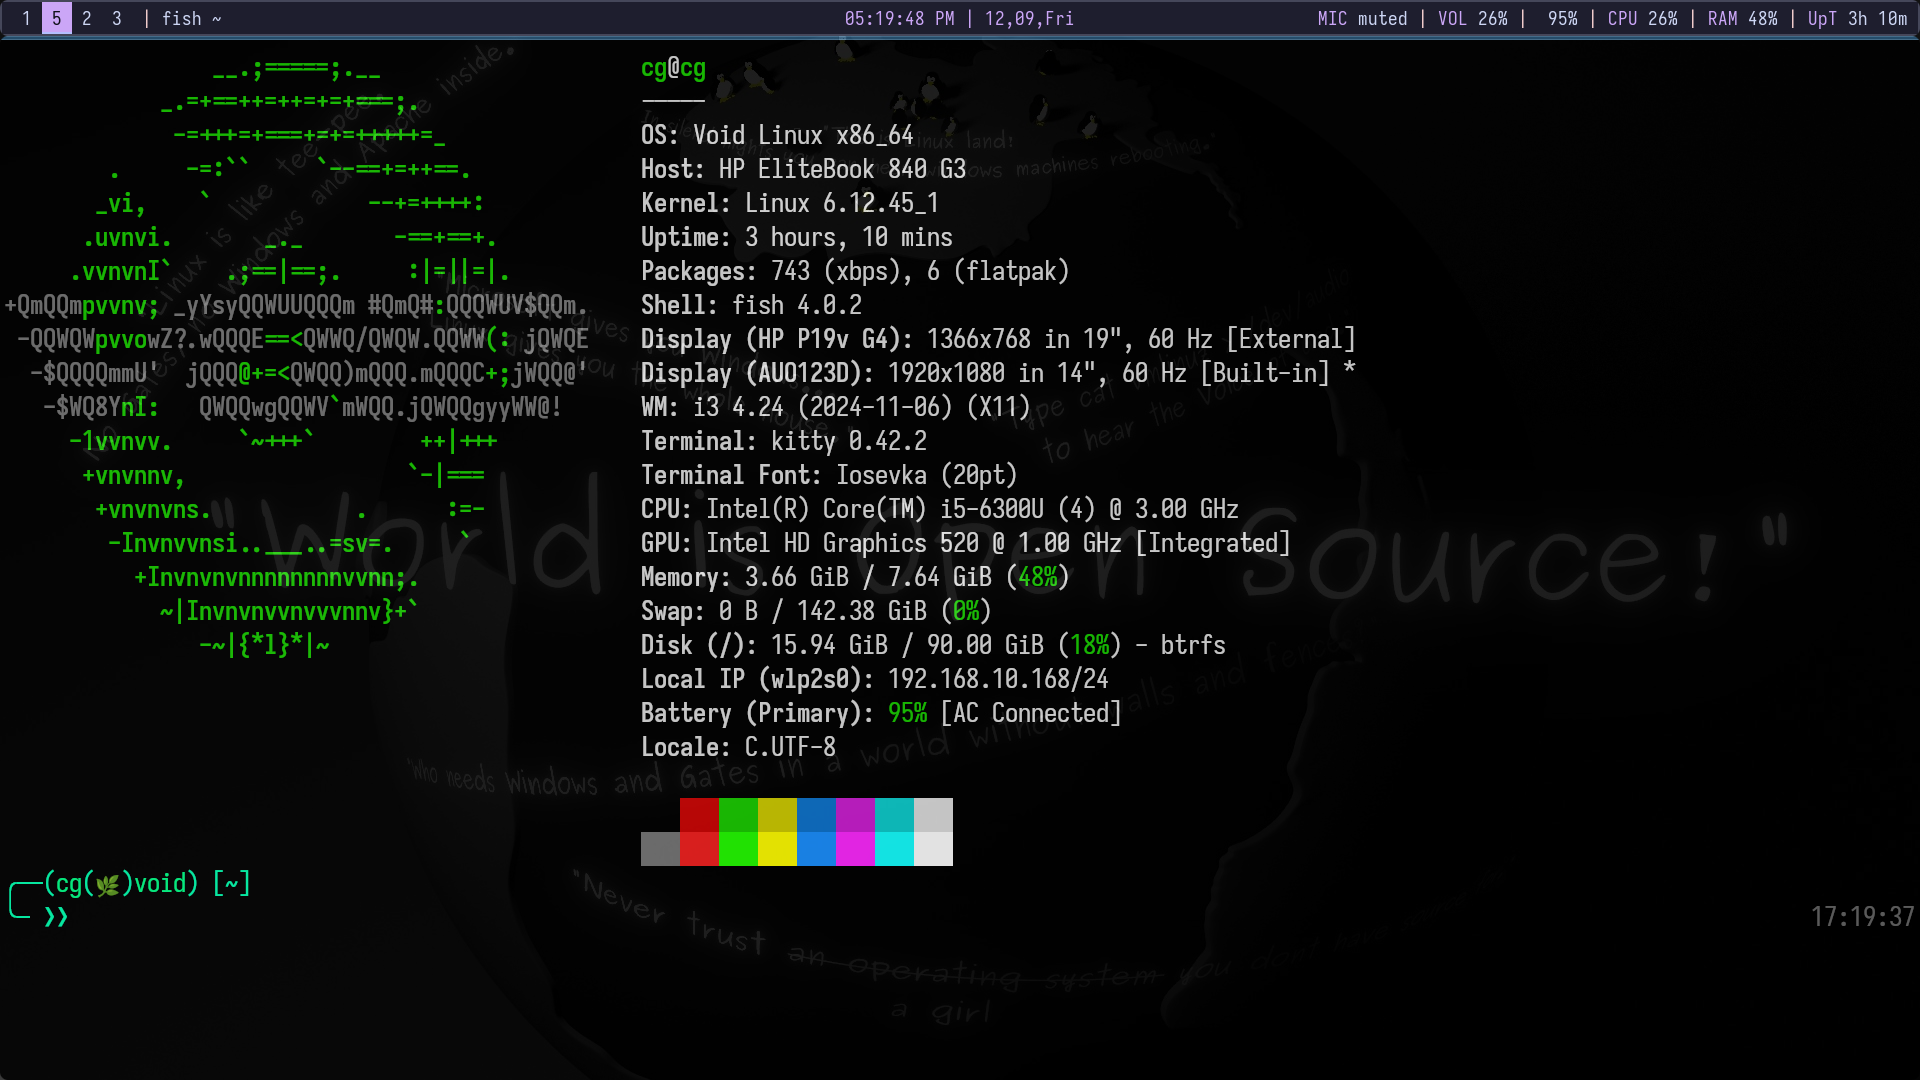 1 5 2 3 | fish ~ 05:19:48 PM | 12,09,Fri MIC muted | VOL 26% | 95% | CPU 26% | RAM 48% | UpT 3h 10m
cg@cg
-----
OS: Void Linux x86_64
Host: HP EliteBook 840 G3
Kernel: Linux 6.12.45_1
Uptime: 3 hours, 10 mins
Packages: 743 (xbps), 6 (flatpak)
Shell: fish 4.0.2
Display (HP P19v G4): 1366x768 in 19", 60 Hz [External]
Display (AUO123D): 1920x1080 in 14", 60 Hz [Built-in] *
WM: i3 4.24 (2024-11-06) (X11)
Terminal: kitty 0.42.2
Terminal Font: Iosevka (20pt)
CPU: Intel(R) Core(TM) i5-6300U (4) @ 3.00 GHz
GPU: Intel HD Graphics 520 @ 1.00 GHz [Integrated]
Memory: 3.66 GiB / 7.64 GiB (48%)
Swap: 0 B / 142.38 GiB (0%)
Disk (/): 15.94 GiB / 90.00 GiB (18%) - btrfs
Local IP (wlp2s0): 192.168.10.168/24
Battery (Primary): 95% [AC Connected]
Locale: C.UTF-8
(cg(🌿)void) [~]
❯❯ 17:19:37
"World is Open Source!"
"Who needs Windows and Gates in a world without walls and fences
"Never trust an operating system you don't have
a girl